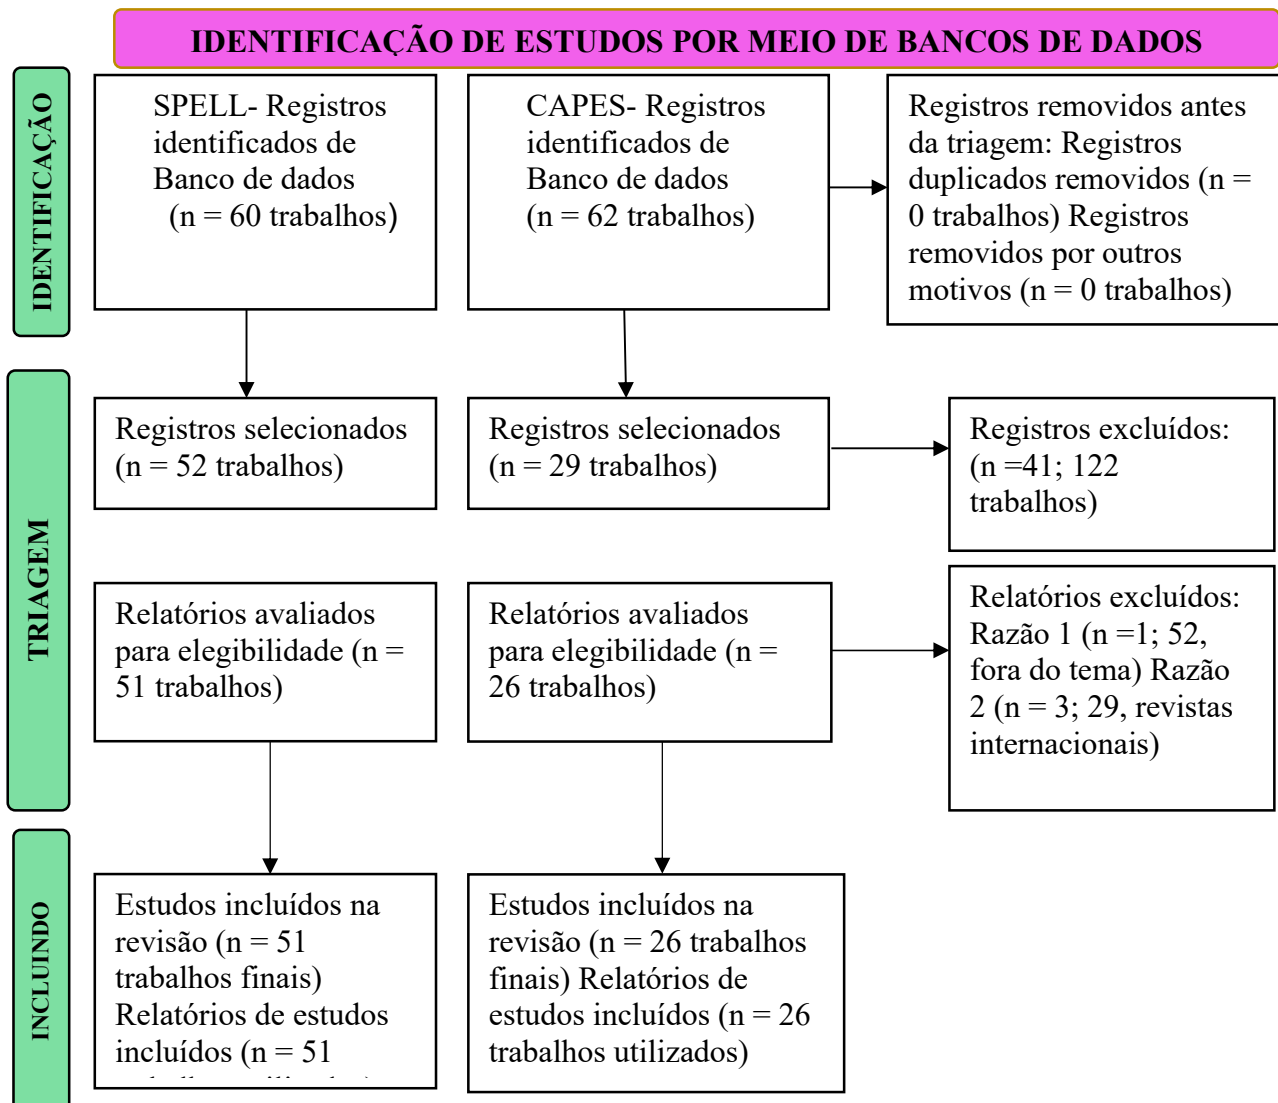 IDENTIFICAÇÃO DE ESTUDOS POR MEIO DE BANCOS DE DADOS
IDENTIFICAÇÃO
SPELL- Registros
identificados de
Banco de dados
(n = 60 trabalhos)
CAPES- Registros
identificados de
Banco de dados
(n = 62 trabalhos)
Registros removidos antes
da triagem: Registros
duplicados removidos (n =
0 trabalhos) Registros
removidos por outros
motivos (n = 0 trabalhos)
TRIAGEM
Registros selecionados
(n = 52 trabalhos)
Registros selecionados
(n = 29 trabalhos)
Registros excluídos:
(n =41; 122
trabalhos)
Relatórios avaliados
para elegibilidade (n =
51 trabalhos)
Relatórios avaliados
para elegibilidade (n =
26 trabalhos)
Relatórios excluídos:
Razão 1 (n =1; 52,
fora do tema) Razão
2 (n = 3; 29, revistas
internacionais)
INCLUINDO
Estudos incluídos na
revisão (n = 51
trabalhos finais)
Relatórios de estudos
incluídos (n = 51
Estudos incluídos na
revisão (n = 26 trabalhos
finais) Relatórios de
estudos incluídos (n = 26
trabalhos utilizados)